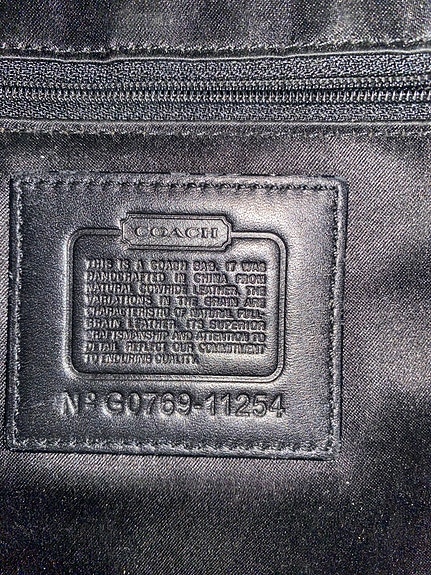 COACH
THIS IS A COACH BAG. IT WAS
HANDCRAFTED IN CHINA FROM
NATURAL COWHIDE LEATHER. THE
VARIATIONS IN THE GRAIN ARE
CHARACTERISTIC OF NATURAL FULL-
GRAIN LEATHER. ITS SUPERIOR
WORKMANSHIP AND ATTENTION TO
DETAIL REFLECT OUR COMMITMENT
TO ENDURING QUALITY.
Nº G0769-11254